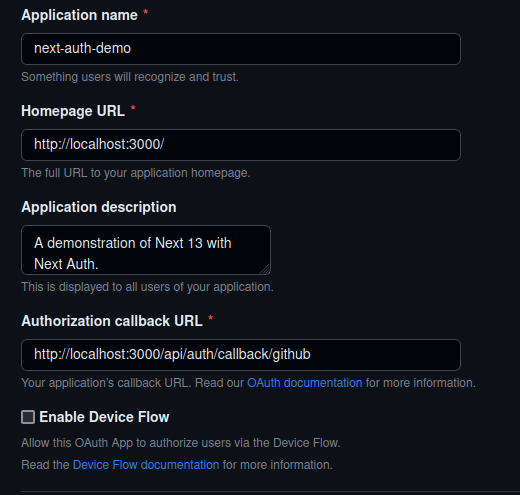 Application name *
next-auth-demo
Something users will recognize and trust.
Homepage URL *
http://localhost:3000/
The full URL to your application homepage.
Application description
A demonstration of Next 13 with
Next Auth.
This is displayed to all users of your application.
Authorization callback URL *
http://localhost:3000/api/auth/callback/github
Your application's callback URL. Read our OAuth documentation for more information.
Enable Device Flow
Allow this OAuth App to authorize users via the Device Flow.
Read the Device Flow documentation for more information.